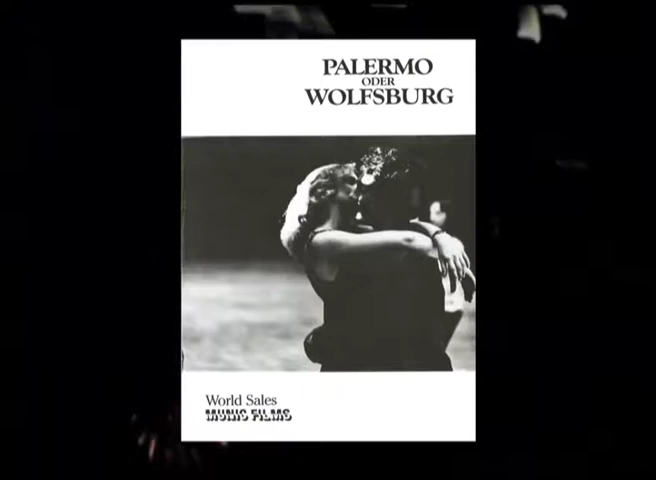 PALERMO
ODER
WOLFSBURG
World Sales
MUNIC FILMS